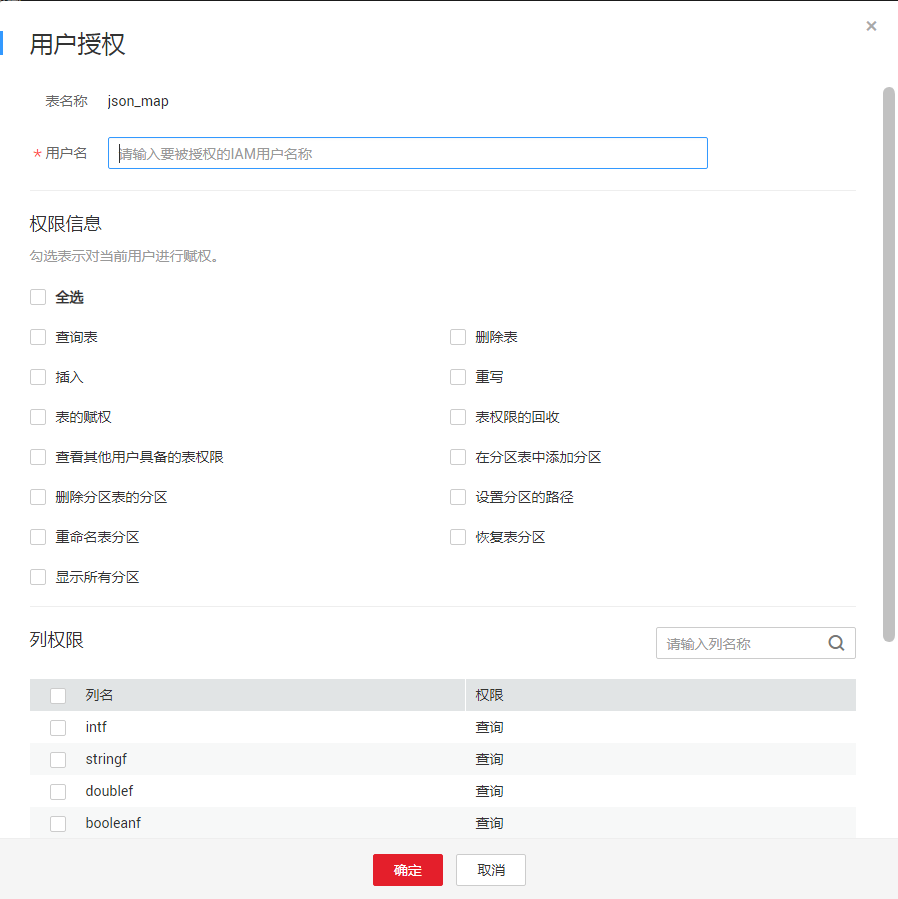 用户授权
×
表名称 json_map
* 用户名 请输入要被授权的IAM用户名称
权限信息
勾选表示对当前用户进行赋权。
全选
查询表 删除表
插入 重写
表的赋权 表权限的回收
查看其他用户具备的表权限 在分区表中添加分区
删除分区表的分区 设置分区的路径
重命名表分区 恢复表分区
显示所有分区
列权限 请输入列名称
列名 权限
intf 查询
stringf 查询
doublef 查询
booleanf 查询
确定 取消